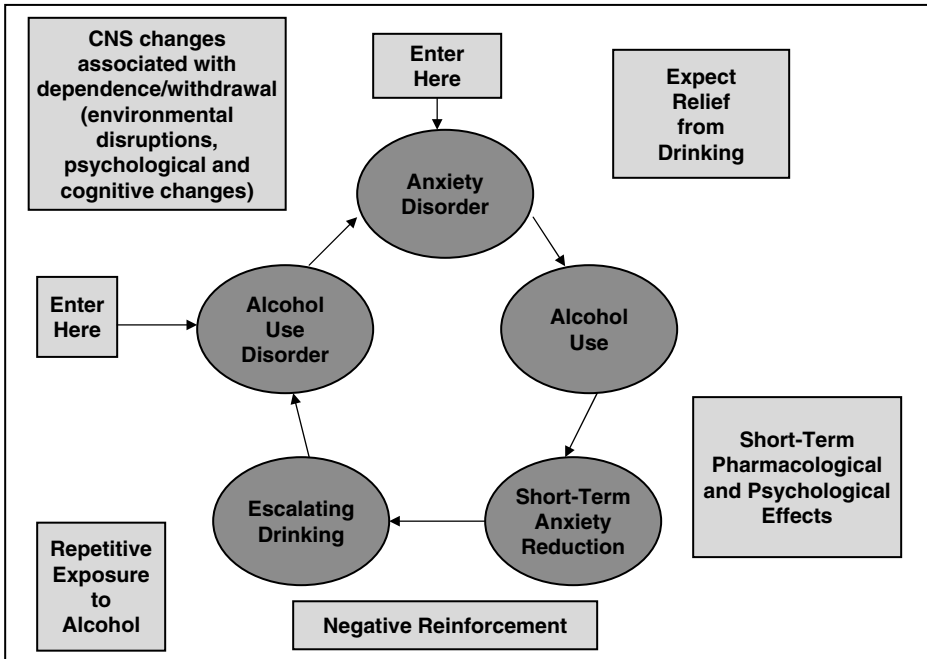 CNS changes
associated with
dependence/withdrawal
(environmental
disruptions,
psychological and
cognitive changes)
Enter
Here
Expect
Relief
from
Drinking
Anxiety
Disorder
Enter
Here
Alcohol
Use
Disorder
Alcohol
Use
Short-Term
Pharmacological
and Psychological
Effects
Escalating
Drinking
Short-Term
Anxiety
Reduction
Repetitive
Exposure
to
Alcohol
Negative Reinforcement